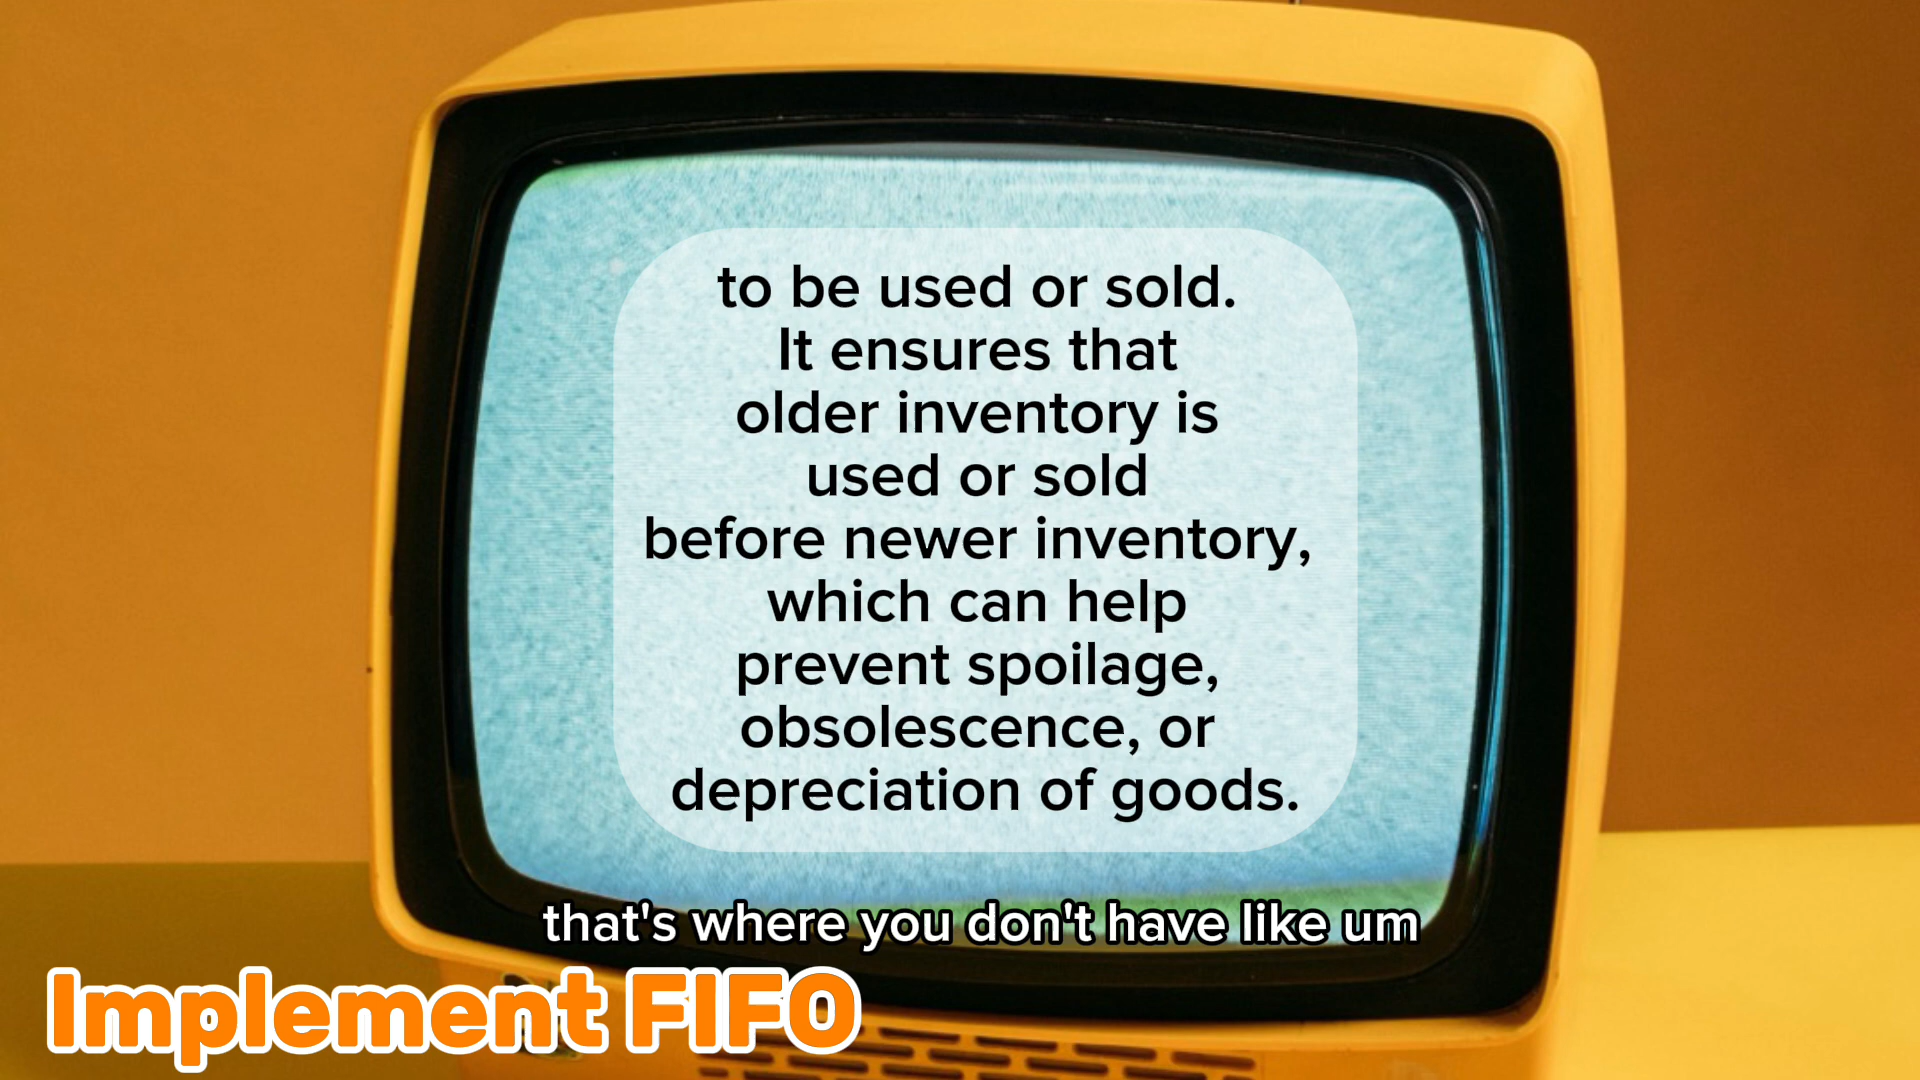 to be used or sold.
It ensures that
older inventory is
used or sold
before newer inventory,
which can help
prevent spoilage,
obsolescence, or
depreciation of goods.
that's where you don't have like um
Implement FIFO